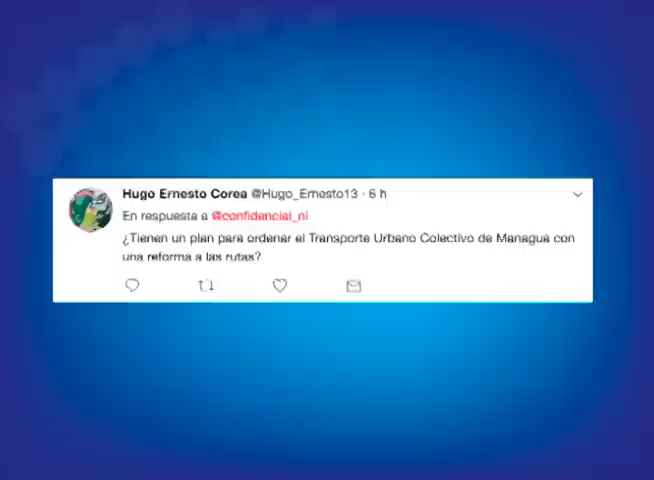 Hugo Ernesto Corea @Hugo_Ernesto13 · 6 h
En respuesta a @confidencial_ni
¿Tienen un plan para ordenar el Transporte Urbano Colectivo de Managua con
una reforma a las rutas?